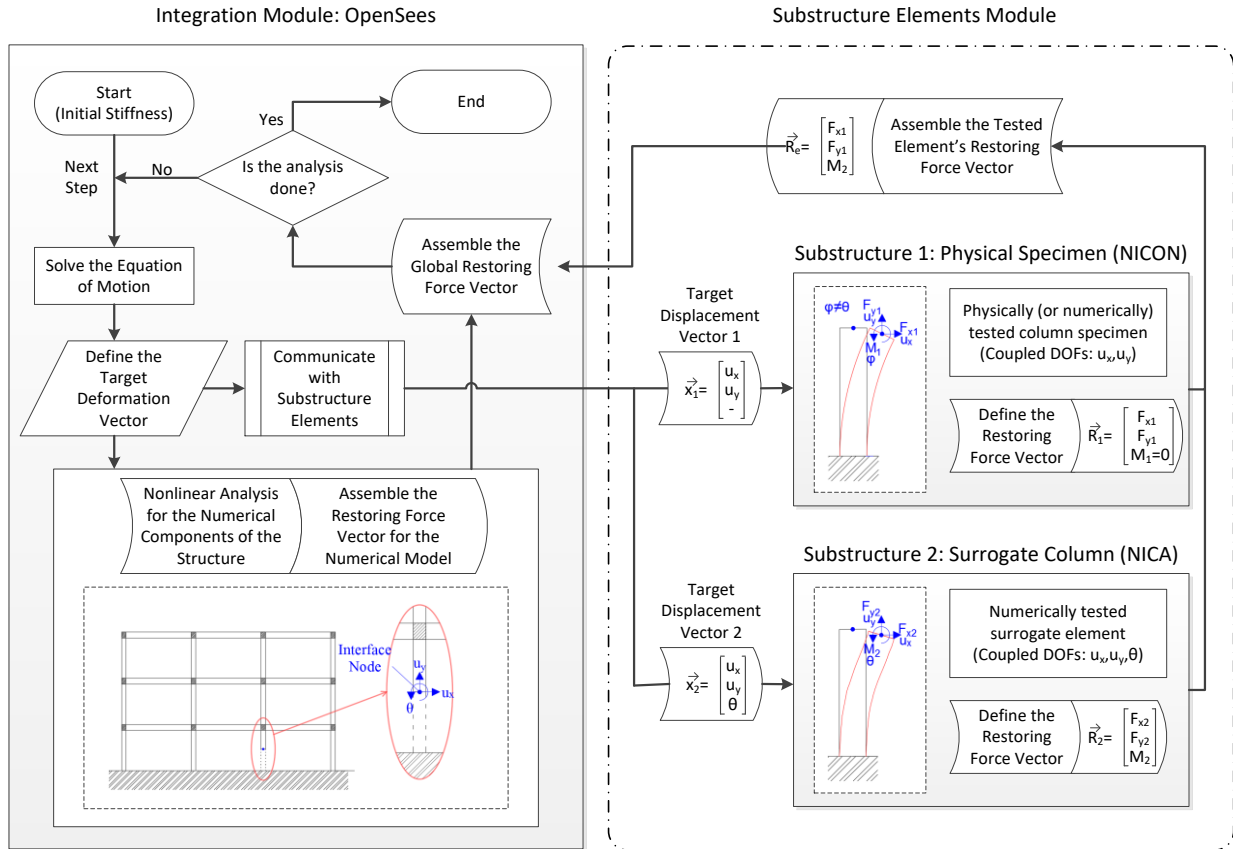 Integration Module: OpenSees
Start
(Initial Stiffness)
End
Yes
No
Next
Step
Is the analysis
done?
Solve the Equation
of Motion
Assemble the
Global Restoring
Force Vector
Define the
Target
Deformation
Vector
Communicate
with
Substructure
Elements
Nonlinear Analysis
for the Numerical
Components of the
Structure
Assemble the
Restoring Force
Vector for the
Numerical Model
Interface
Node
u_y
u_x
θ
Substructure Elements Module
R⃗_e= [F_x1 F_y1 M_2]
Assemble the Tested
Element's Restoring
Force Vector
Substructure 1: Physical Specimen (NICON)
Target
Displacement
Vector 1
x⃗_1= [u_x u_y -]
φ≠θ
F_y1
u_y
F_x1
u_x
M_1
φ
Physically (or numerically)
tested column specimen
(Coupled DOFs: u_x,u_y)
Define the
Restoring
Force Vector
R⃗_1= [F_x1 F_y1 M_1=0]
Substructure 2: Surrogate Column (NICA)
Target
Displacement
Vector 2
x⃗_2= [u_x u_y θ]
F_y2
u_y
F_x2
u_x
M_2
θ
Numerically tested
surrogate element
(Coupled DOFs: u_x,u_y,θ)
Define the
Restoring
Force Vector
R⃗_2= [F_x2 F_y2 M_2]